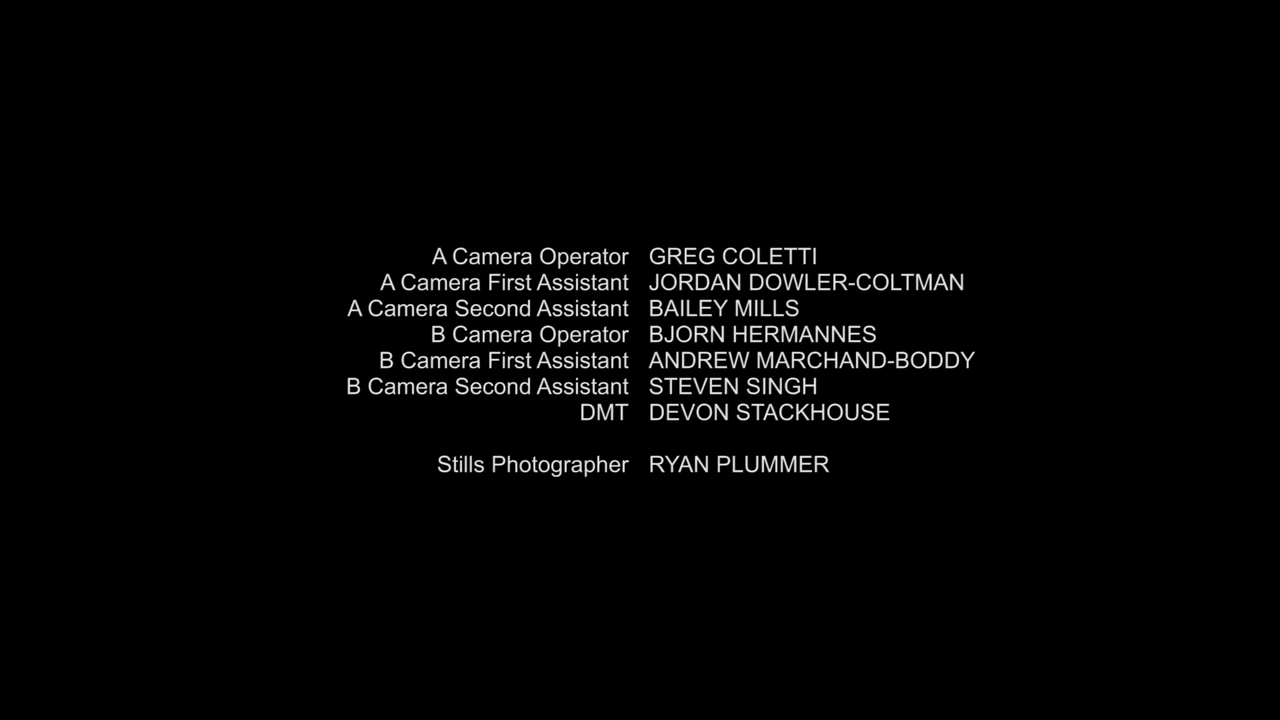 A Camera Operator GREG COLETTI
A Camera First Assistant JORDAN DOWLER-COLTMAN
A Camera Second Assistant BAILEY MILLS
B Camera Operator BJORN HERMANNES
B Camera First Assistant ANDREW MARCHAND-BODDY
B Camera Second Assistant STEVEN SINGH
DMT DEVON STACKHOUSE
Stills Photographer RYAN PLUMMER